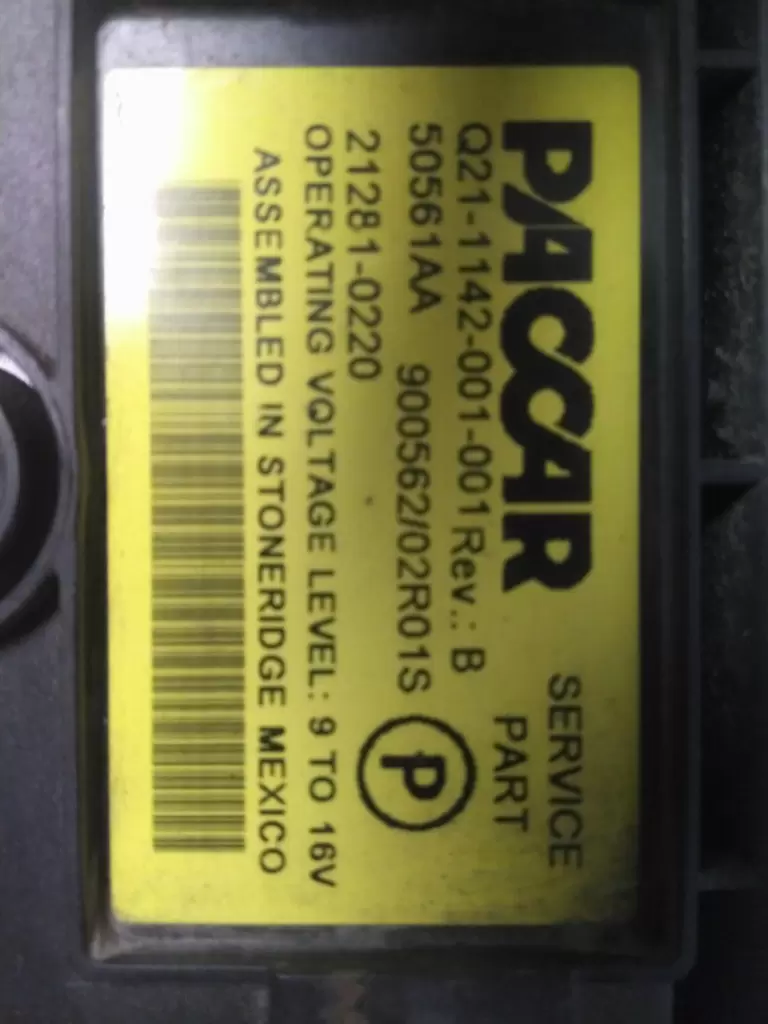 PACCAR SERVICE PART
Q21-1142-001-001 Rev.: B
50561AA 900562/02R01S P
21281-0220
OPERATING VOLTAGE LEVEL: 9 TO 16V
ASSEMBLED IN STONERIDGE MEXICO